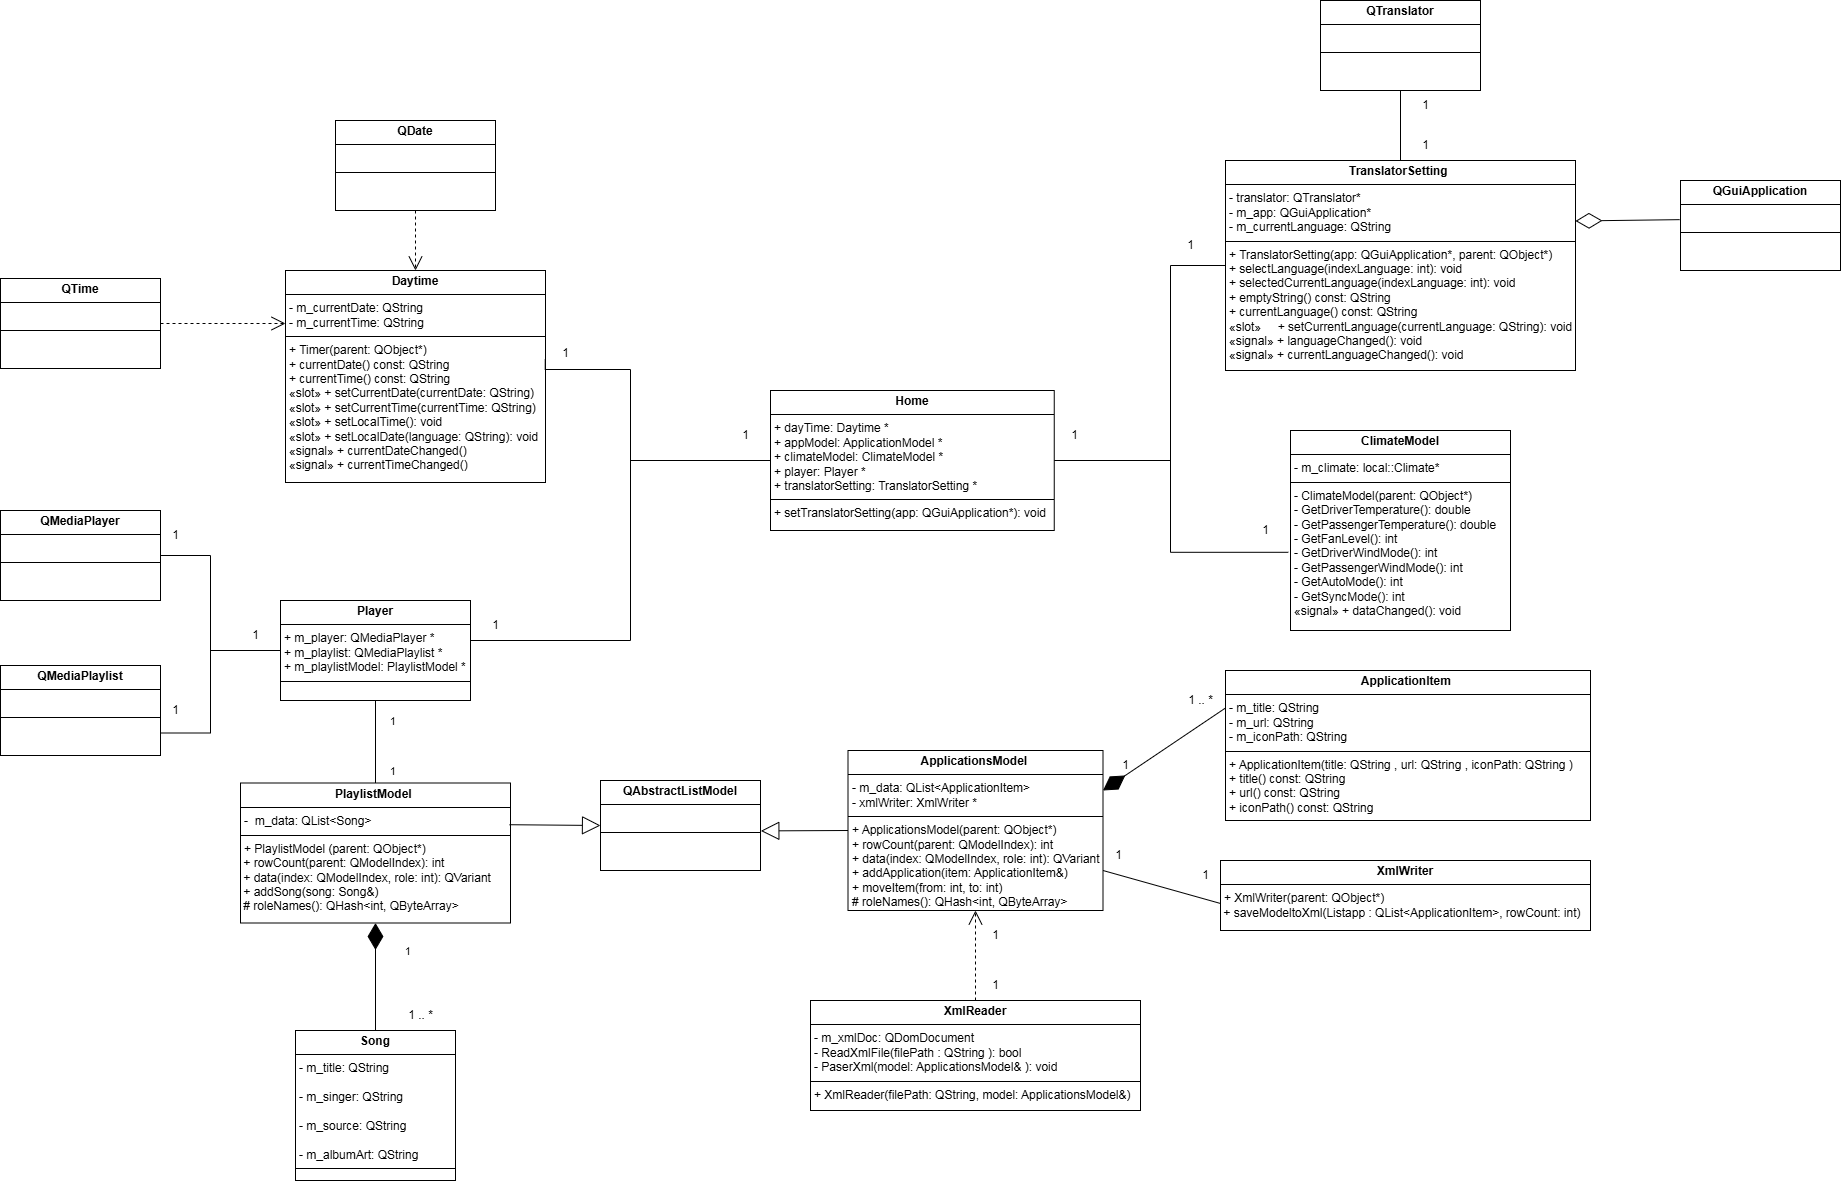 QTranslator
1
1
QDate
TranslatorSetting
- translator: QTranslator*
- m_app: QGuiApplication*
- m_currentLanguage: QString
+ TranslatorSetting(app: QGuiApplication*, parent: QObject*)
+ selectLanguage(indexLanguage: int): void
+ selectedCurrentLanguage(indexLanguage: int): void
+ emptyString() const: QString
+ currentLanguage() const: QString
«slot» + setCurrentLanguage(currentLanguage: QString): void
«signal» + languageChanged(): void
«signal» + currentLanguageChanged(): void
QGuiApplication
1
QTime
Daytime
- m_currentDate: QString
- m_currentTime: QString
+ Timer(parent: QObject*)
+ currentDate() const: QString
+ currentTime() const: QString
«slot» + setCurrentDate(currentDate: QString)
«slot» + setCurrentTime(currentTime: QString)
«slot» + setLocalTime(): void
«slot» + setLocalDate(language: QString): void
«signal» + currentDateChanged()
«signal» + currentTimeChanged()
1
1
Home
+ dayTime: Daytime *
+ appModel: ApplicationModel *
+ climateModel: ClimateModel *
+ player: Player *
+ translatorSetting: TranslatorSetting *
+ setTranslatorSetting(app: QGuiApplication*): void
1
1
ClimateModel
- m_climate: local::Climate*
- ClimateModel(parent: QObject*)
- GetDriverTemperature(): double
- GetPassengerTemperature(): double
- GetFanLevel(): int
- GetDriverWindMode(): int
- GetPassengerWindMode(): int
- GetAutoMode(): int
- GetSyncMode(): int
«signal» + dataChanged(): void
QMediaPlayer
1
QMediaPlaylist
1
1
Player
+ m_player: QMediaPlayer *
+ m_playlist: QMediaPlaylist *
+ m_playlistModel: PlaylistModel *
1
1
1
PlaylistModel
- m_data: QList<Song>
+ PlaylistModel (parent: QObject*)
+ rowCount(parent: QModelIndex): int
+ data(index: QModelIndex, role: int): QVariant
+ addSong(song: Song&)
# roleNames(): QHash<int, QByteArray>
QAbstractListModel
ApplicationsModel
- m_data: QList<ApplicationItem>
- xmlWriter: XmlWriter *
+ ApplicationsModel(parent: QObject*)
+ rowCount(parent: QModelIndex): int
+ data(index: QModelIndex, role: int): QVariant
+ addApplication(item: ApplicationItem&)
+ moveItem(from: int, to: int)
# roleNames(): QHash<int, QByteArray>
1 .. *
1
ApplicationItem
- m_title: QString
- m_url: QString
- m_iconPath: QString
+ ApplicationItem(title: QString , url: QString , iconPath: QString )
+ title() const: QString
+ url() const: QString
+ iconPath() const: QString
1
1
XmlWriter
+ XmlWriter(parent: QObject*)
+ saveModeltoXml(Listapp : QList<ApplicationItem>, rowCount: int)
1
1
1
1 .. *
XmlReader
- m_xmlDoc: QDomDocument
- ReadXmlFile(filePath : QString ): bool
- PaserXml(model: ApplicationsModel& ): void
+ XmlReader(filePath: QString, model: ApplicationsModel&)
Song
- m_title: QString
- m_singer: QString
- m_source: QString
- m_albumArt: QString